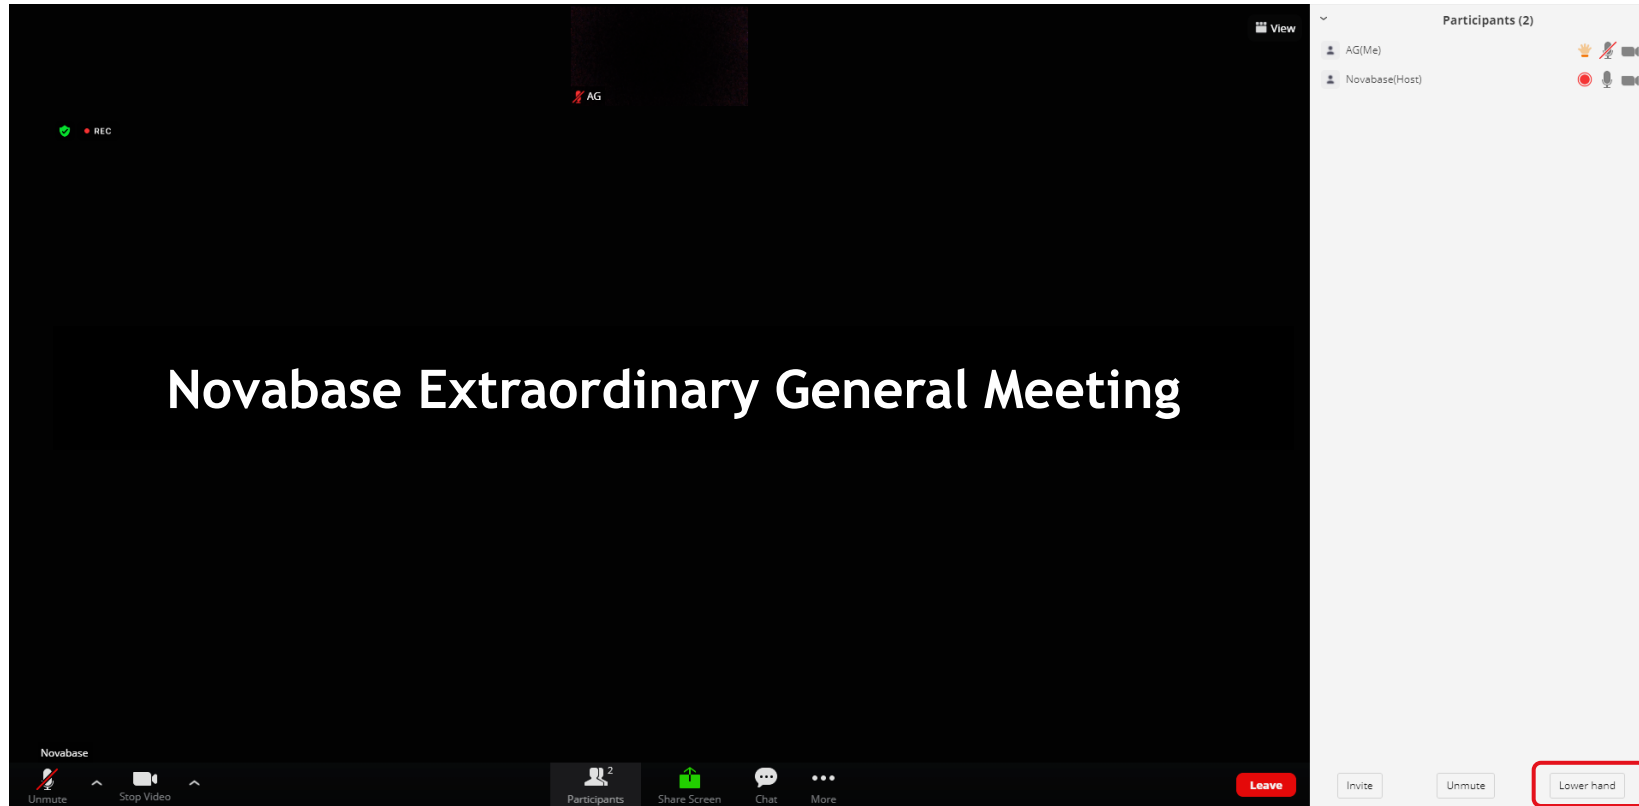 View
Participants (2)
AG(Me)
Novabase(Host)
AG
REC
Novabase Extraordinary General Meeting
Novabase
Unmute
Stop Video
Participants
2
Share Screen
Chat
More
Leave
Invite
Unmute
Lower hand